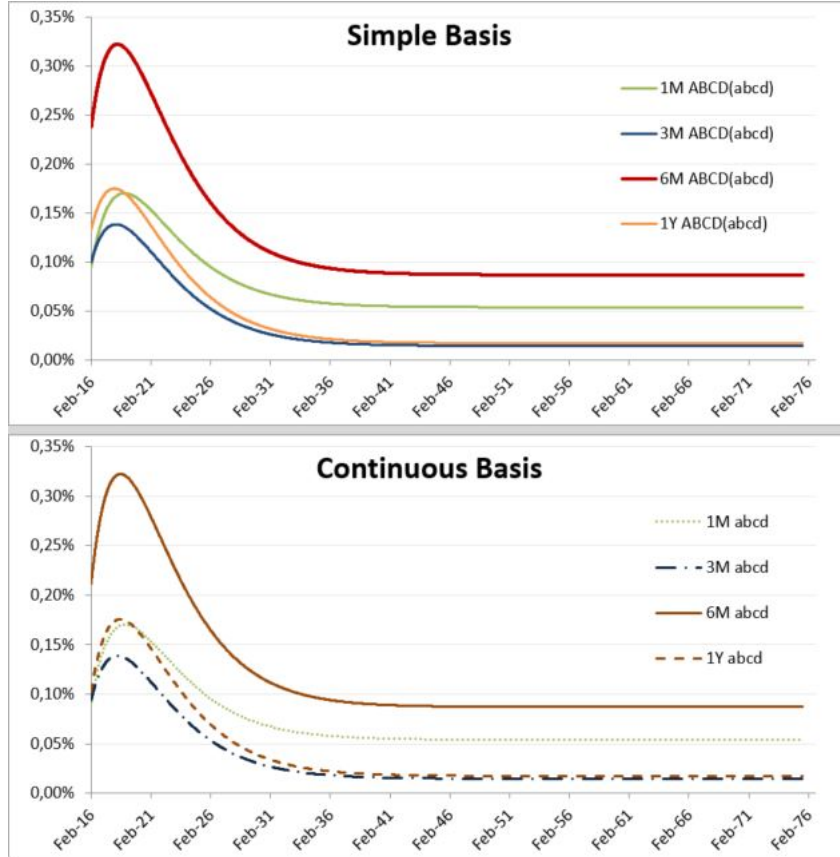 Simple Basis
0,35%
0,30%
0,25%
0,20%
0,15%
0,10%
0,05%
0,00%
1M ABCD(abcd)
3M ABCD(abcd)
6M ABCD(abcd)
1Y ABCD(abcd)
Feb-16 Feb-21 Feb-26 Feb-31 Feb-36 Feb-41 Feb-46 Feb-51 Feb-56 Feb-61 Feb-66 Feb-71 Feb-76
Continuous Basis
0,35%
0,30%
0,25%
0,20%
0,15%
0,10%
0,05%
0,00%
1M abcd
3M abcd
6M abcd
1Y abcd
Feb-16 Feb-21 Feb-26 Feb-31 Feb-36 Feb-41 Feb-46 Feb-51 Feb-56 Feb-61 Feb-66 Feb-71 Feb-76